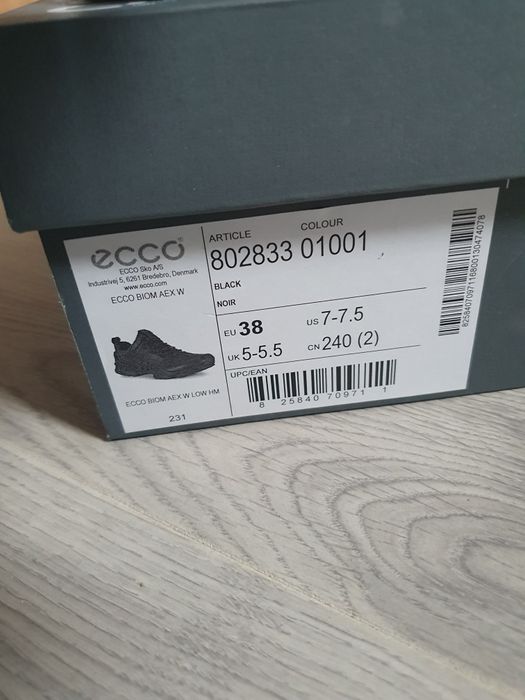 ecco
ECCO Sko A/S
Industrivej 5, 6261 Bredebro, Denmark
www.ecco.com
ECCO BIOM AEX W
ECCO BIOM AEX W LOW HM
231
ARTICLE COLOUR
802833 01001
BLACK
NOIR
EU 38 US 7-7.5
UK 5-5.5 CN 240 (2)
UPC/EAN
8 25840 70971 1
825840709711680013047 4078